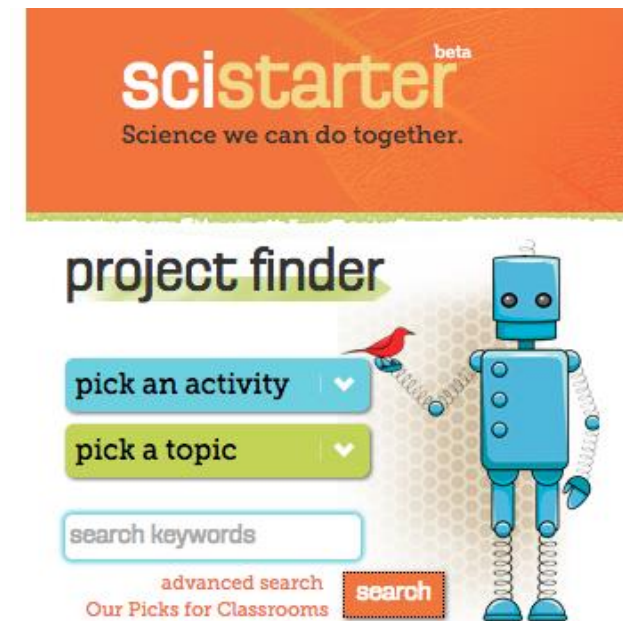 beta
scistarter
Science we can do together.
project finder
pick an activity
pick a topic
search keywords
advanced search
Our Picks for Classrooms
search